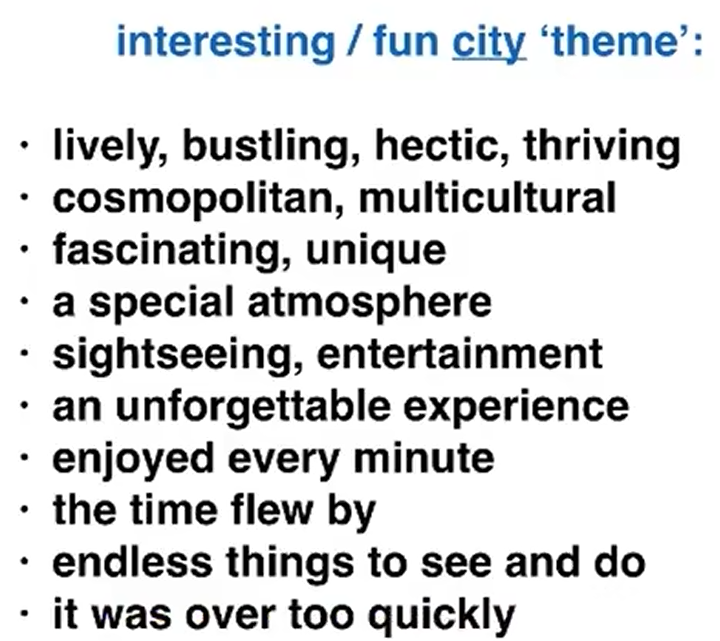 interesting / fun city ‘theme’:
· lively, bustling, hectic, thriving
· cosmopolitan, multicultural
· fascinating, unique
· a special atmosphere
· sightseeing, entertainment
· an unforgettable experience
· enjoyed every minute
· the time flew by
· endless things to see and do
· it was over too quickly